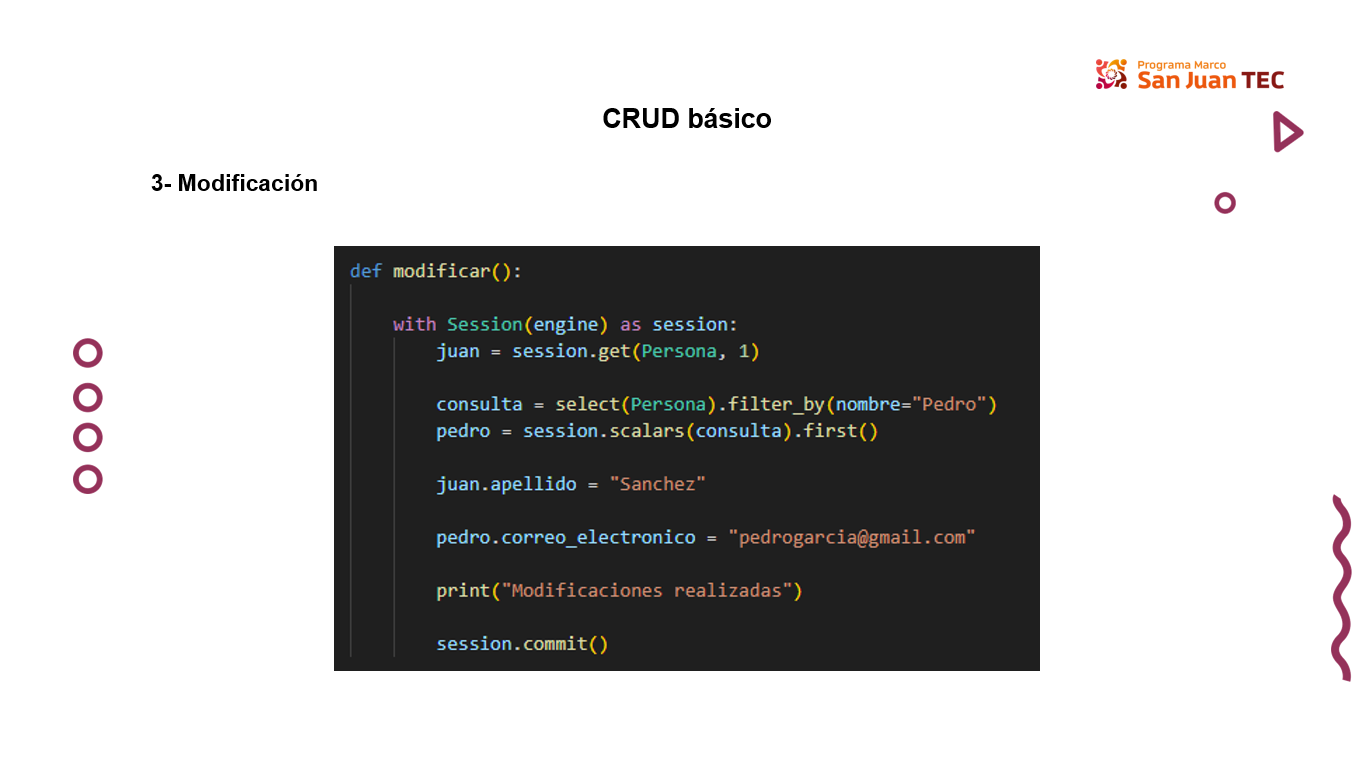 Programa Marco
San Juan TEC
CRUD básico
3- Modificación
def modificar():
with Session(engine) as session:
juan = session.get(Persona, 1)
consulta = select(Persona).filter_by(nombre="Pedro")
pedro = session.scalars(consulta).first()
juan.apellido = "Sanchez"
pedro.correo_electronico = "pedrogarcia@gmail.com"
print("Modificaciones realizadas")
session.commit()